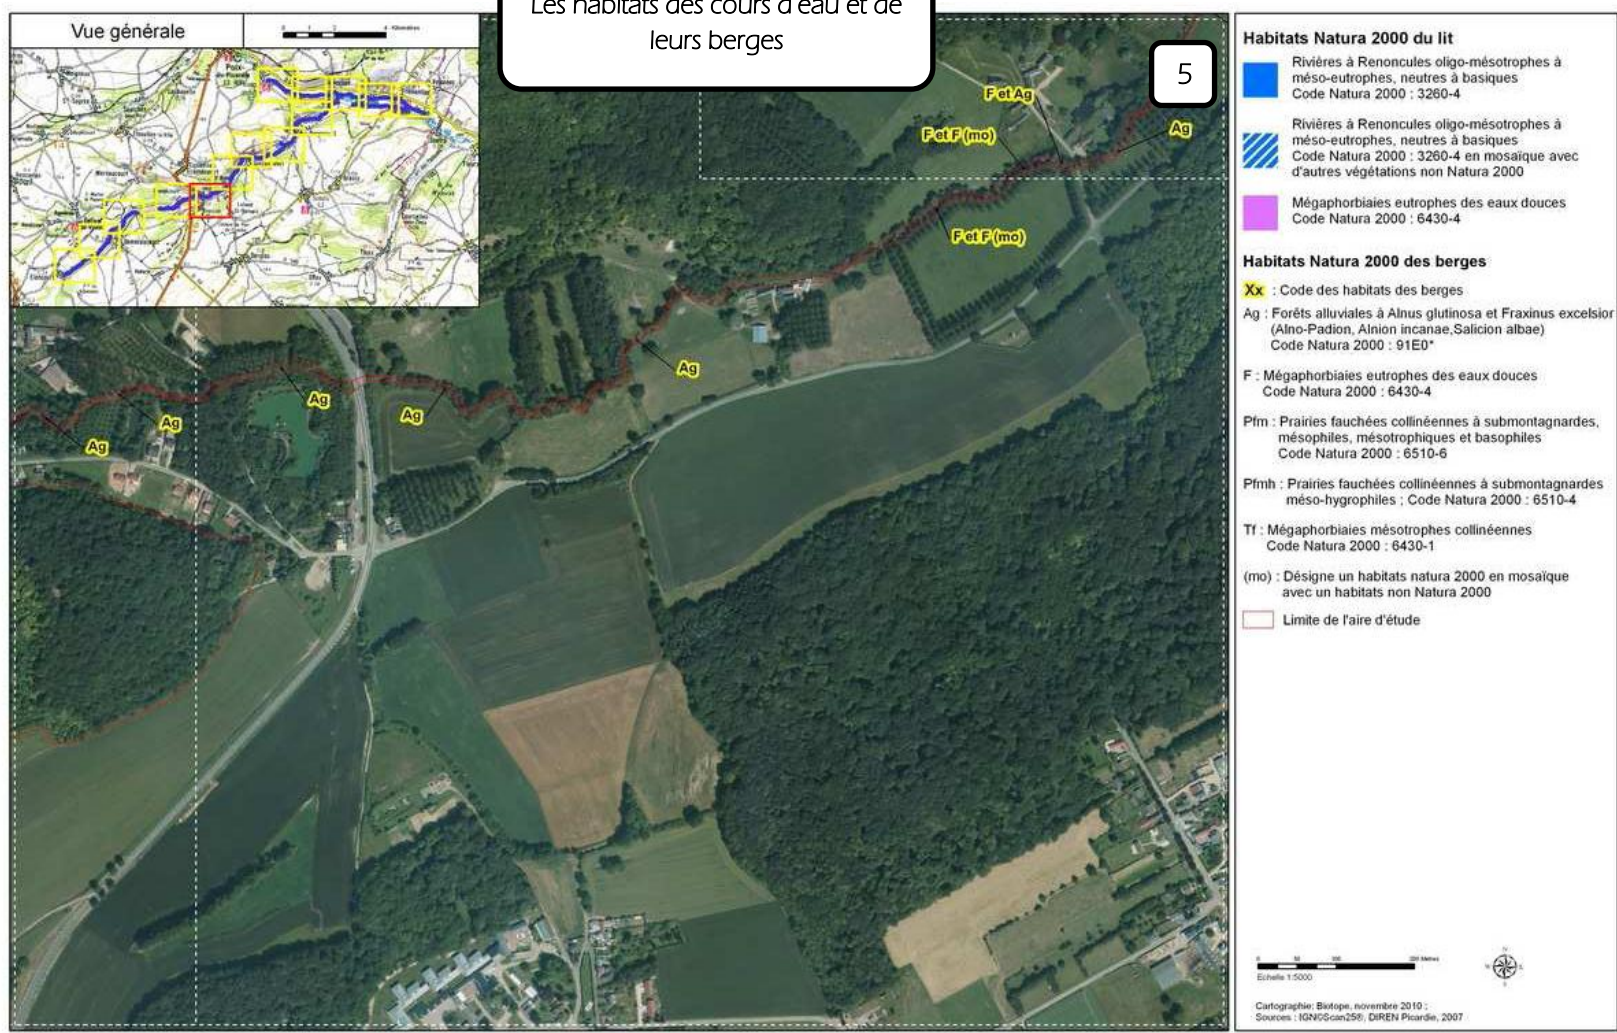 Les habitats des cours d'eau et de
leurs berges
5
Vue générale
F et Ag
F et F (mo)
Ag
F et F (mo)
Ag
Ag
Ag
Ag
Ag
Habitats Natura 2000 du lit
Rivières à Renoncules oligo-mésotrophes à
méso-eutrophes, neutres à basiques
Code Natura 2000 : 3260-4
Rivières à Renoncules oligo-mésotrophes à
méso-eutrophes, neutres à basiques
Code Natura 2000 : 3260-4 en mosaïque avec
d'autres végétations non Natura 2000
Mégaphorbiaies eutrophes des eaux douces
Code Natura 2000 : 6430-4
Habitats Natura 2000 des berges
Xx : Code des habitats des berges
Ag : Forêts alluviales à Alnus glutinosa et Fraxinus excelsior
(Alno-Padion, Alnion incanae,Salicion albae)
Code Natura 2000 : 91E0*
F : Mégaphorbiaies eutrophes des eaux douces
Code Natura 2000 : 6430-4
Pfm : Prairies fauchées collinéennes à submontagnardes,
mésophiles, mésotrophiques et basophiles
Code Natura 2000 : 6510-6
Pfmh : Prairies fauchées collinéennes à submontagnardes
méso-hygrophiles ; Code Natura 2000 : 6510-4
Tf : Mégaphorbiaies mésotrophes collinéennes
Code Natura 2000 : 6430-1
(mo) : Désigne un habitats natura 2000 en mosaïque
avec un habitats non Natura 2000
Limite de l'aire d'étude
Echelle 1:5000
Cartographie: Biotope, novembre 2010 ;
Sources : IGN©Scan25®, DIREN Picardie, 2007